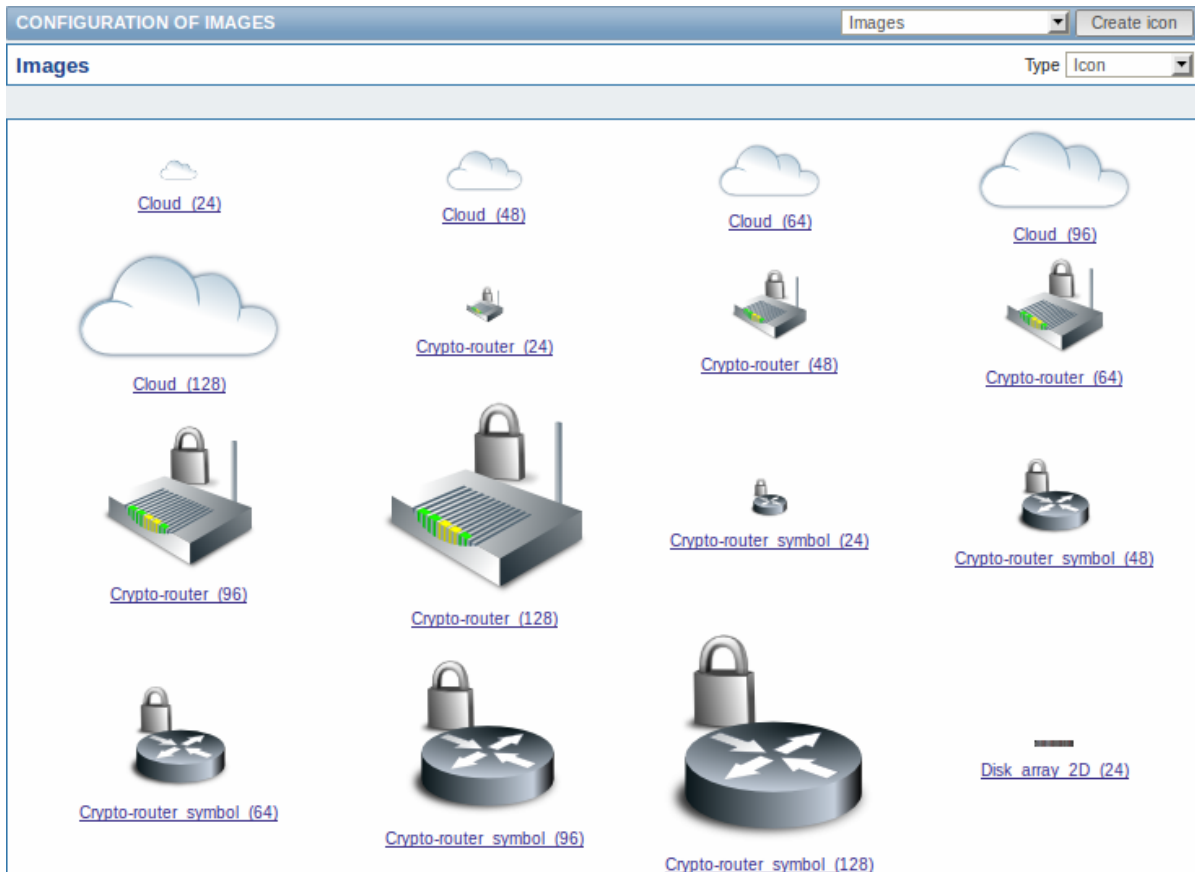 CONFIGURATION OF IMAGES Images Create icon
Images Type Icon
Cloud_(24) Cloud_(48) Cloud_(64) Cloud_(96)
Cloud_(128) Crypto-router_(24) Crypto-router_(48) Crypto-router_(64)
Crypto-router_(96) Crypto-router_(128) Crypto-router_symbol_(24) Crypto-router_symbol_(48)
Crypto-router_symbol_(64) Crypto-router_symbol_(96) Crypto-router_symbol_(128) Disk_array_2D_(24)